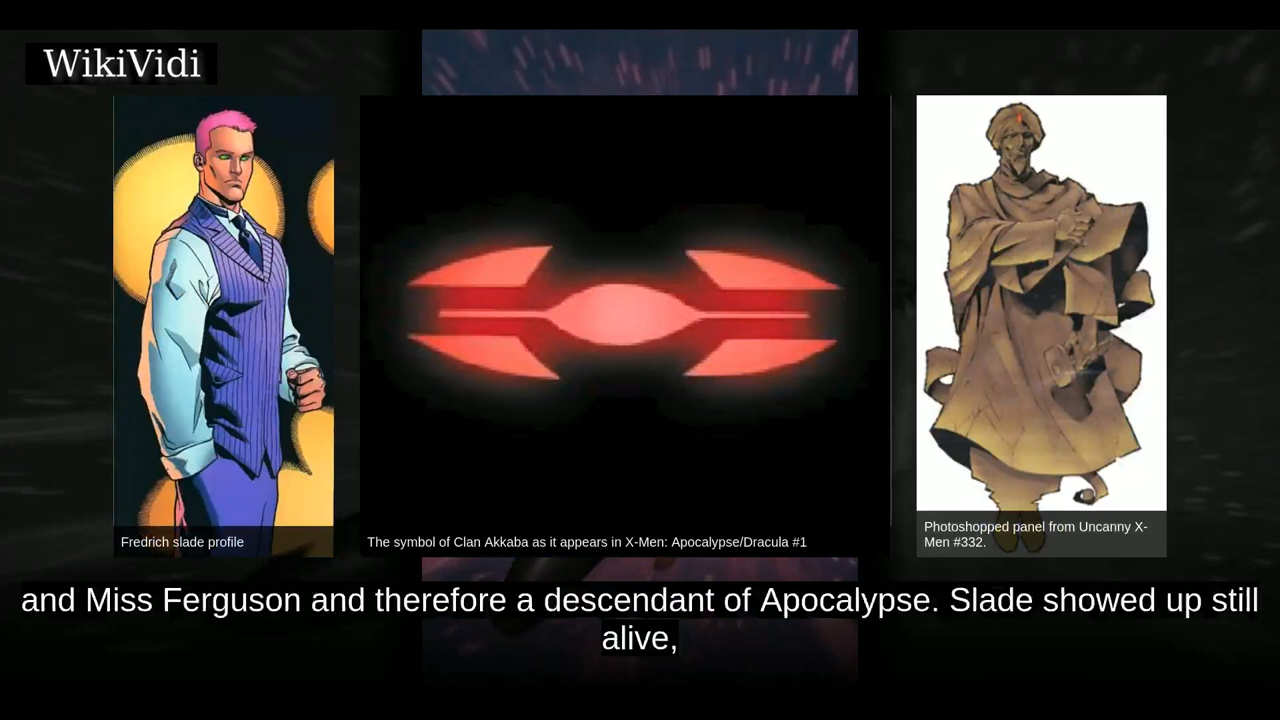 WikiVidi
Fredrich slade profile
The symbol of Clan Akkaba as it appears in X-Men: Apocalypse/Dracula #1
Photoshopped panel from Uncanny X-
Men #332.
and Miss Ferguson and therefore a descendant of Apocalypse. Slade showed up still
alive,